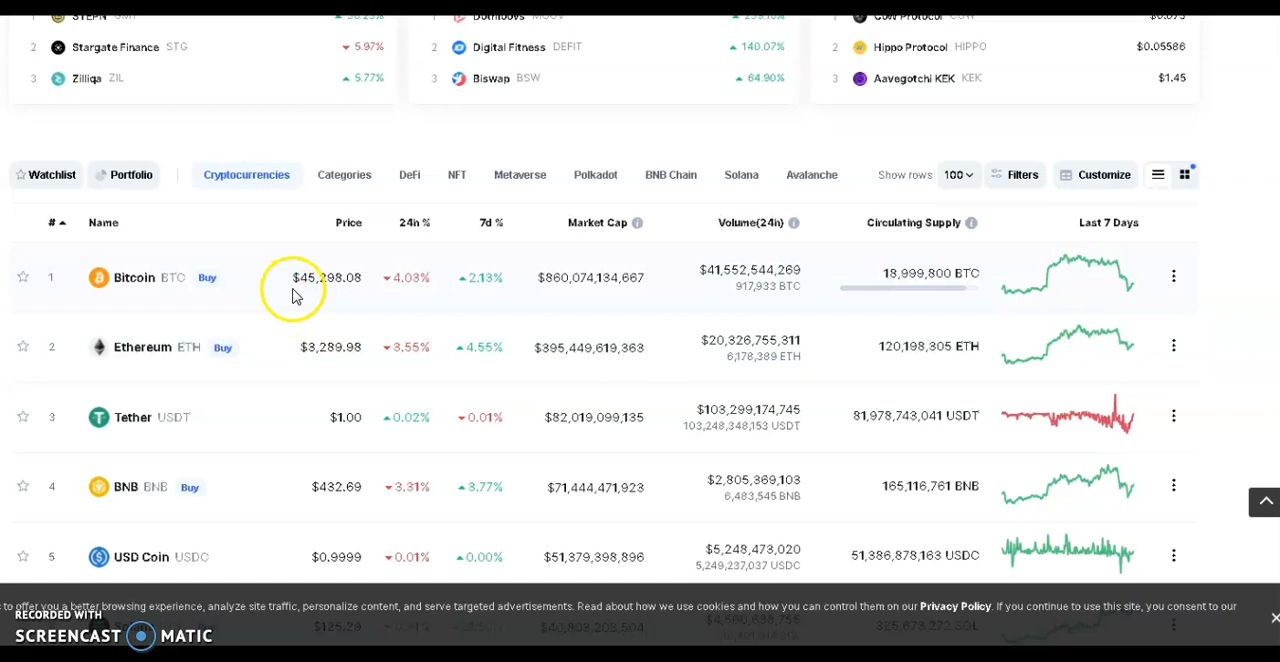 STEPN GMT 38.23%
2 Stargate Finance STG 5.97%
3 Zilliqa ZIL 5.77%
MOOV
2 Digital Fitness DEFIT 140.07%
3 Biswap BSW 64.90%
Cow Protocol COW $0.073
2 Hippo Protocol HIPPO $0.05586
3 Aavegotchi KEK KEK $1.45
Watchlist Portfolio Cryptocurrencies Categories DeFi NFT Metaverse Polkadot BNB Chain Solana Avalanche Show rows 100 Filters Customize
# Name Price 24h % 7d % Market Cap Volume(24h) Circulating Supply Last 7 Days
1 Bitcoin BTC Buy $45,298.08 4.03% 2.13% $860,074,134,667 $41,552,544,269 18,999,800 BTC
917,933 BTC
2 Ethereum ETH Buy $3,289.98 3.55% 4.55% $395,449,619,363 $20,326,755,311 120,198,305 ETH
6,178,389 ETH
3 Tether USDT $1.00 0.02% 0.01% $82,019,099,135 $103,299,174,745 81,978,743,041 USDT
103,248,348,153 USDT
4 BNB BNB Buy $432.69 3.31% 3.77% $71,444,471,923 $2,805,369,103 165,116,761 BNB
6,483,545 BNB
5 USD Coin USDC $0.9999 0.01% 0.00% $51,379,398,896 $5,248,473,020 51,386,878,163 USDC
5,249,237,037 USDC
s to offer you a better browsing experience, analyze site traffic, personalize content, and serve targeted advertisements. Read about how we use cookies and how you can control them on our Privacy Policy. If you continue to use this site, you consent to our
RECORDED WITH
SCREENCAST MATIC